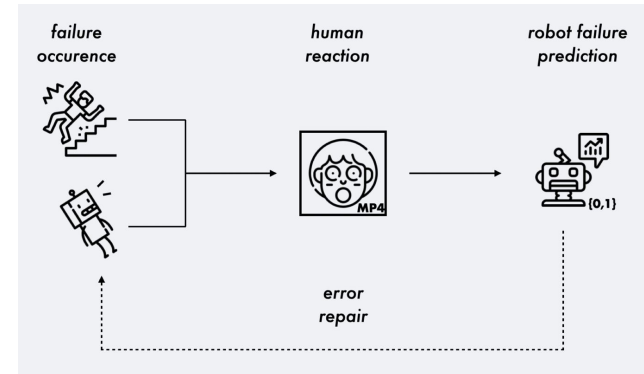 failure
occurence
human
reaction
robot failure
prediction
MP4
{0,1}
error
repair